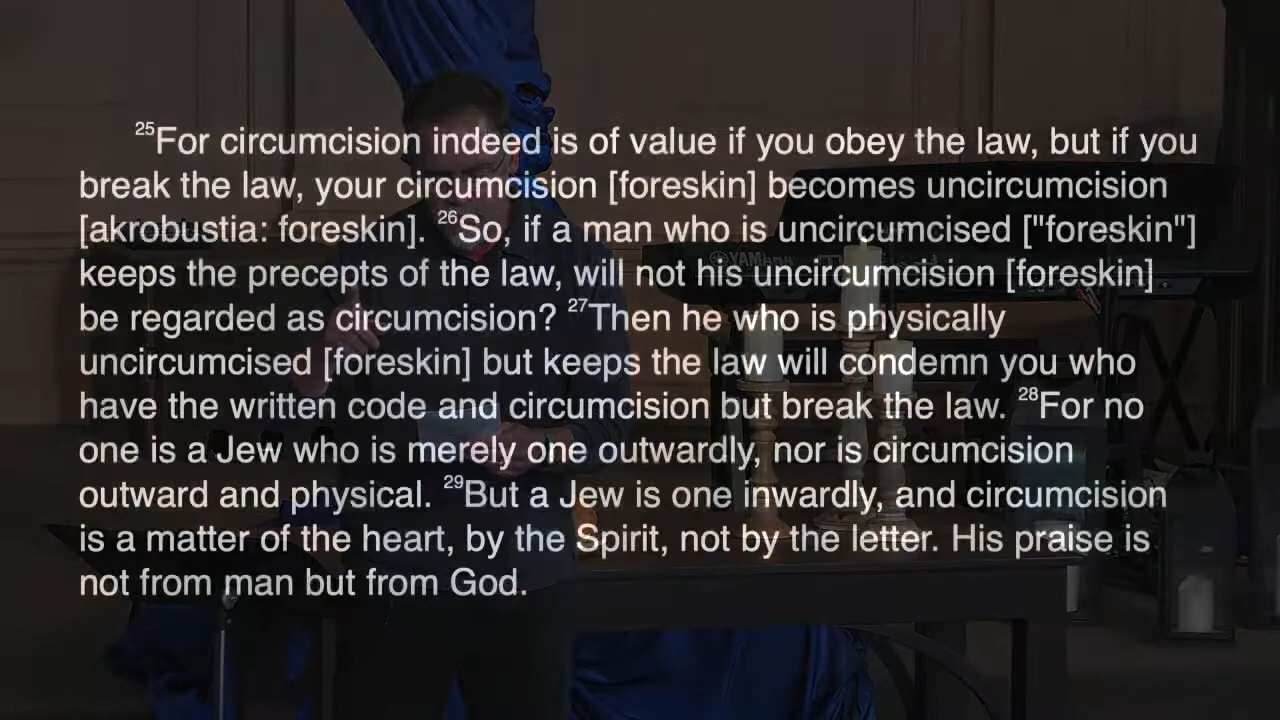 25For circumcision indeed is of value if you obey the law, but if you
break the law, your circumcision [foreskin] becomes uncircumcision
[akrobustia: foreskin]. 26So, if a man who is uncircumcised ["foreskin"]
keeps the precepts of the law, will not his uncircumcision [foreskin]
be regarded as circumcision? 27Then he who is physically
uncircumcised [foreskin] but keeps the law will condemn you who
have the written code and circumcision but break the law. 28For no
one is a Jew who is merely one outwardly, nor is circumcision
outward and physical. 29But a Jew is one inwardly, and circumcision
is a matter of the heart, by the Spirit, not by the letter. His praise is
not from man but from God.
YAMAHA